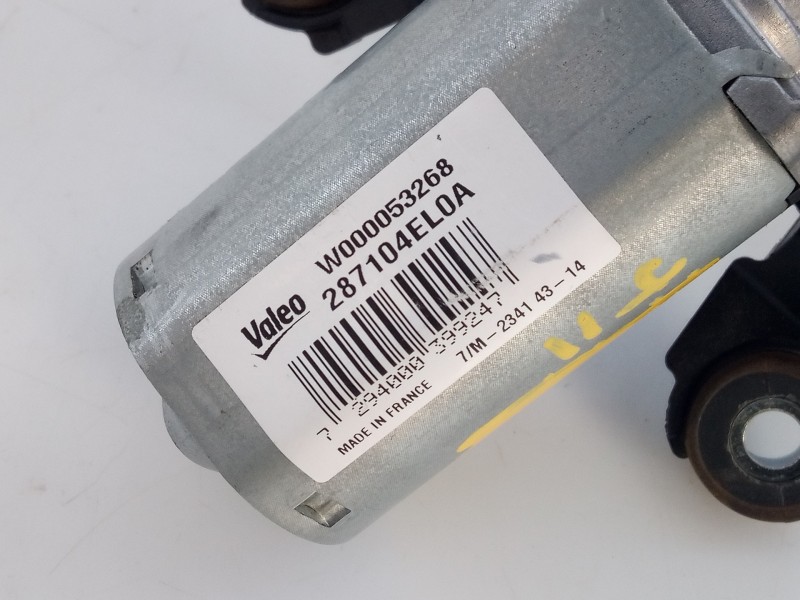 Valeo
W000053268
287104EL0A
7 294000 399247
MADE IN FRANCE 7/M-2341 43-14